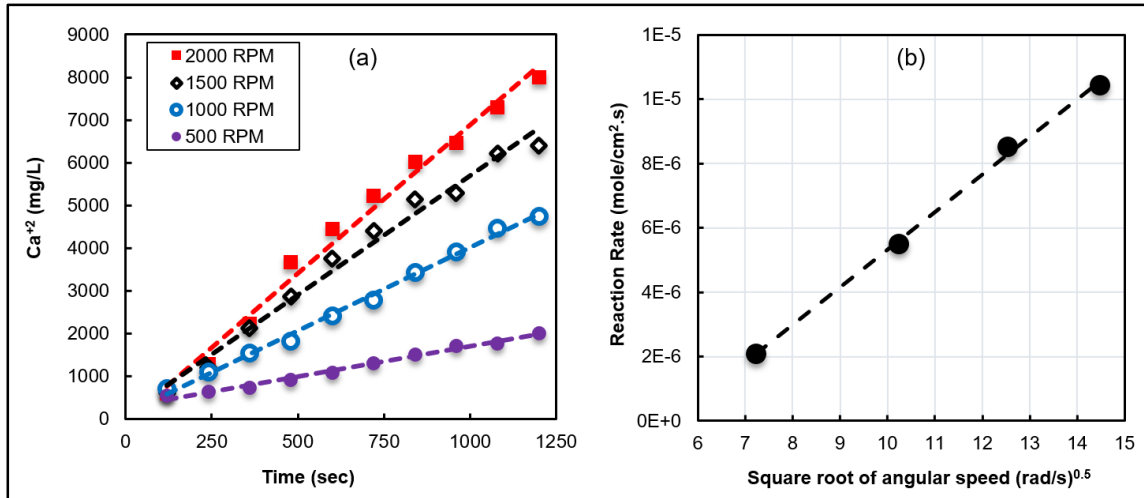 (a)
2000 RPM
1500 RPM
1000 RPM
500 RPM
9000
8000
7000
6000
5000
4000
3000
2000
1000
0
Ca⁺² (mg/L)
0 250 500 750 1000 1250
Time (sec)
(b)
1E-5
1E-5
8E-6
6E-6
4E-6
2E-6
0E+0
Reaction Rate (mole/cm².s)
6 7 8 9 10 11 12 13 14 15
Square root of angular speed (rad/s)⁰·⁵